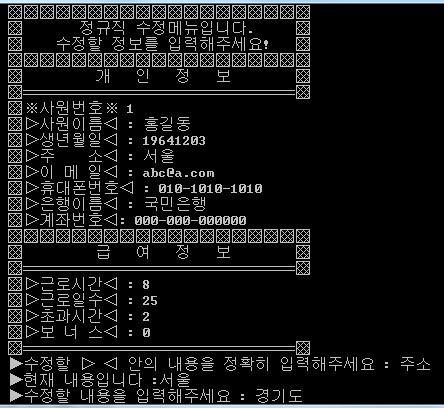 정규직 수정메뉴입니다.
수정할 정보를 입력해주세요!
개 인 정 보
※사원번호※ 1
▷사원이름◁ : 홍길동
▷생년월일◁ : 19641203
▷주 소◁ : 서울
▷이 메 일◁ : abc@a.com
▷휴대폰번호◁ : 010-1010-1010
▷은행이름◁ : 국민은행
▷계좌번호◁: 000-000-000000
급 여 정 보
▷근로시간◁ : 8
▷근로일수◁ : 25
▷초과시간◁ : 2
▷보 너 스◁ : 0
▶수정할 ▷ ◁ 안의 내용을 정확히 입력해주세요 : 주소
▶현재 내용입니다 :서울
▶수정할 내용을 입력해주세요 : 경기도